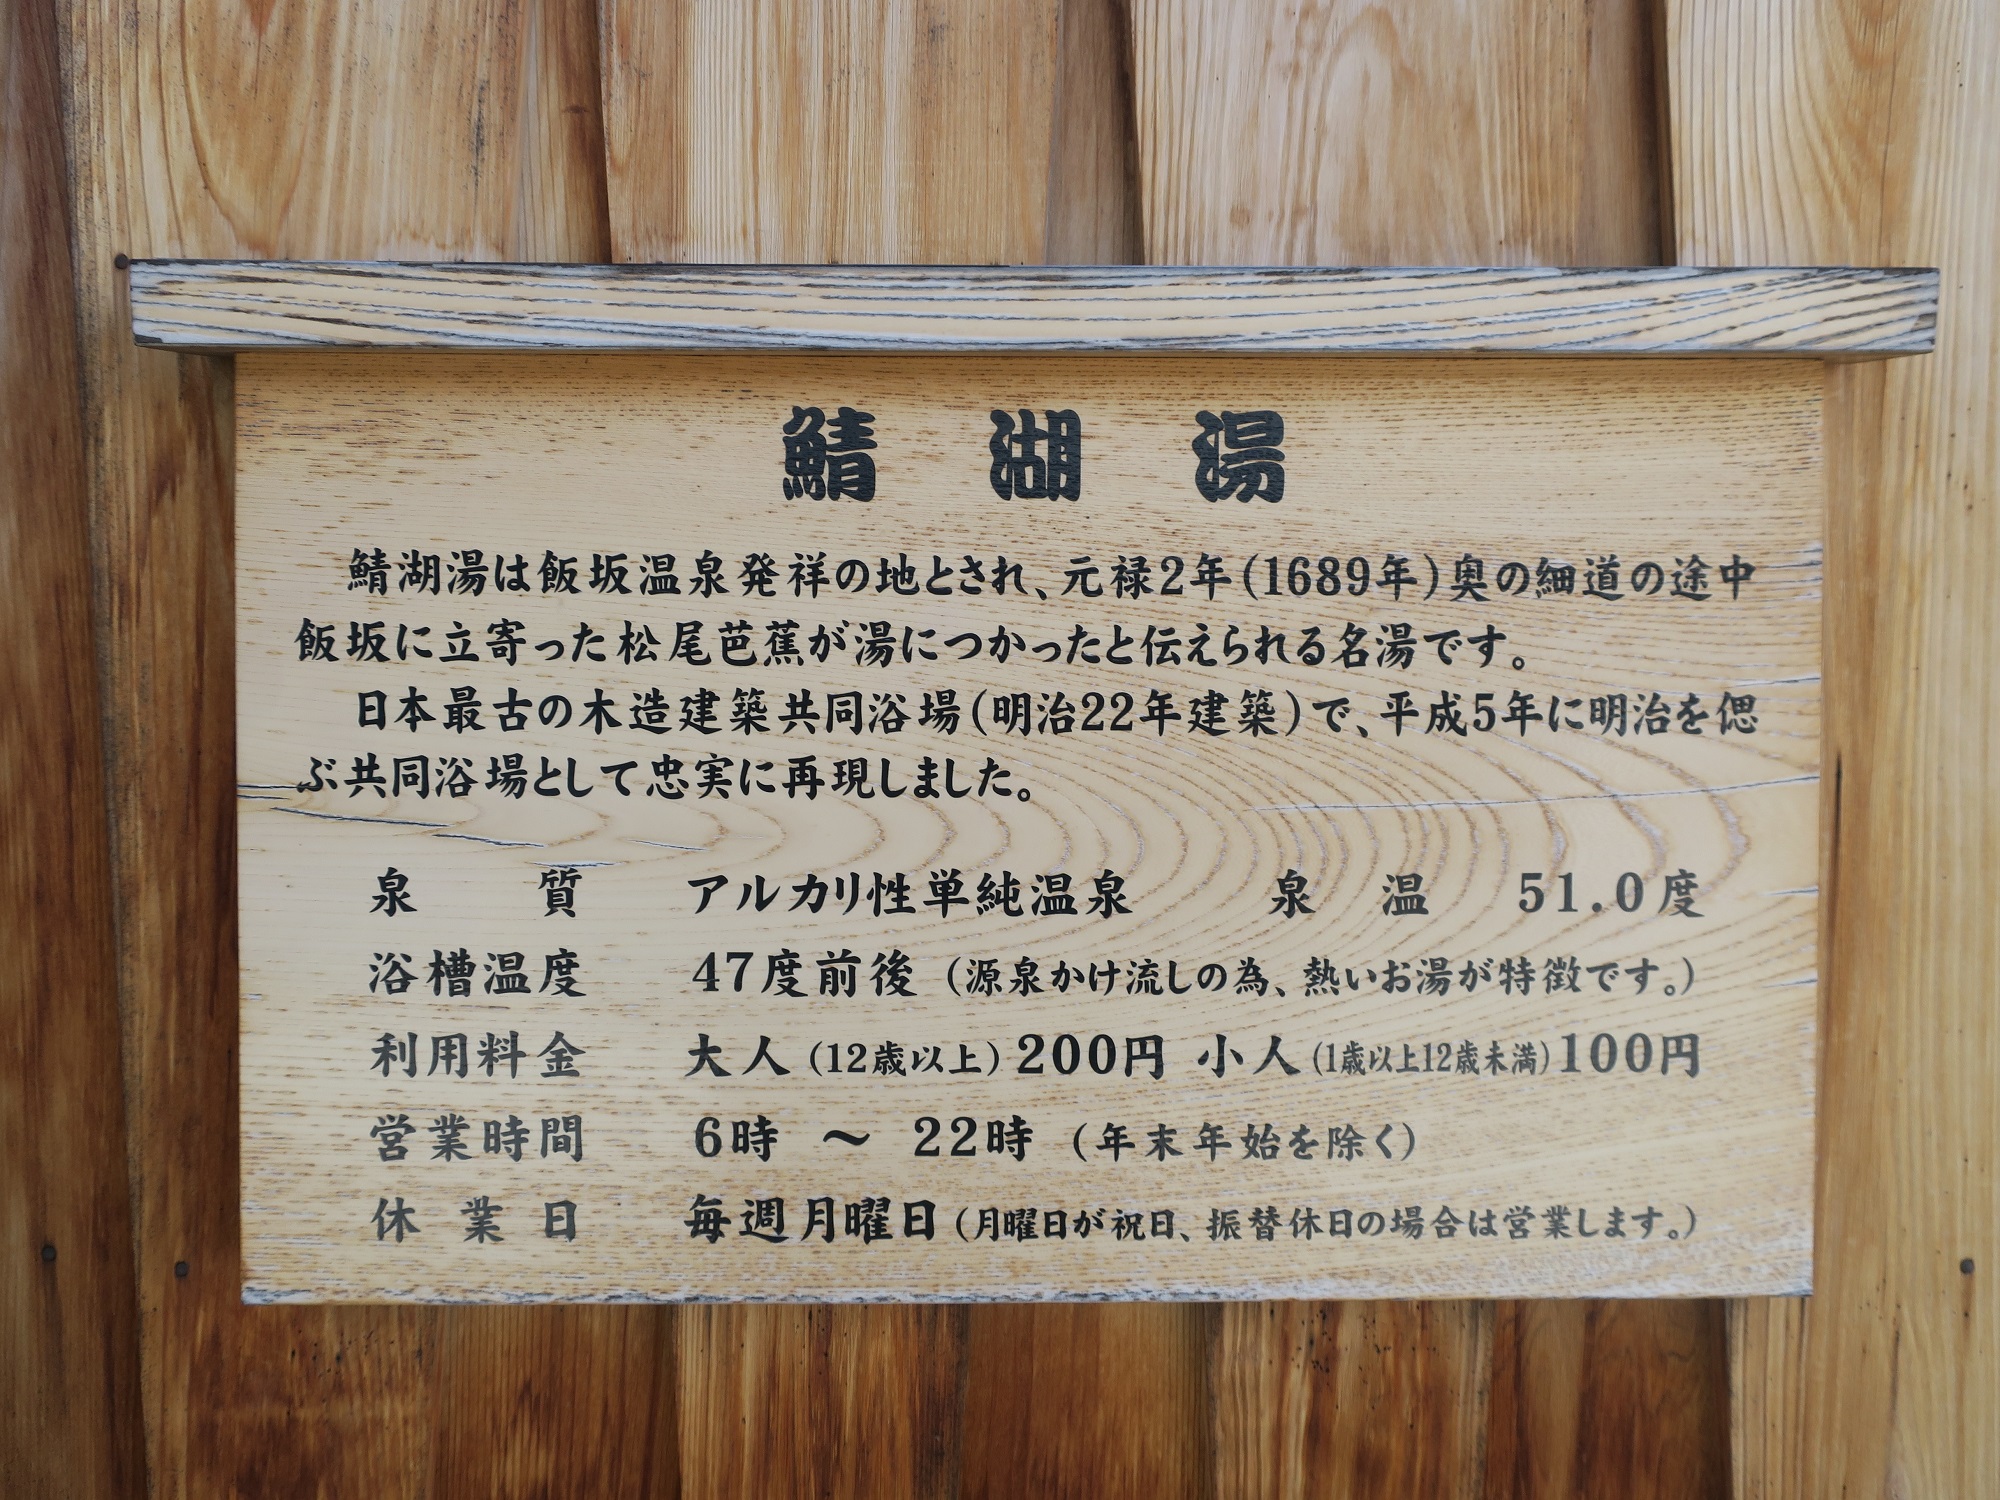 鯖湖湯
鯖湖湯は飯坂温泉発祥の地とされ、元禄2年(1689年)奥の細道の途中
飯坂に立寄った松尾芭蕉が湯につかったと伝えられる名湯です。
日本最古の木造建築共同浴場(明治22年建築)で、平成5年に明治を偲
ぶ共同浴場として忠実に再現しました。
泉質 アルカリ性単純温泉 泉温 51.0度
浴槽温度 47度前後 (源泉かけ流しの為、熱いお湯が特徴です。)
利用料金 大人(12歳以上)200円 小人(1歳以上12歳未満)100円
営業時間 6時 ～ 22時 (年末年始を除く)
休業日 毎週月曜日(月曜日が祝日、振替休日の場合は営業します。)